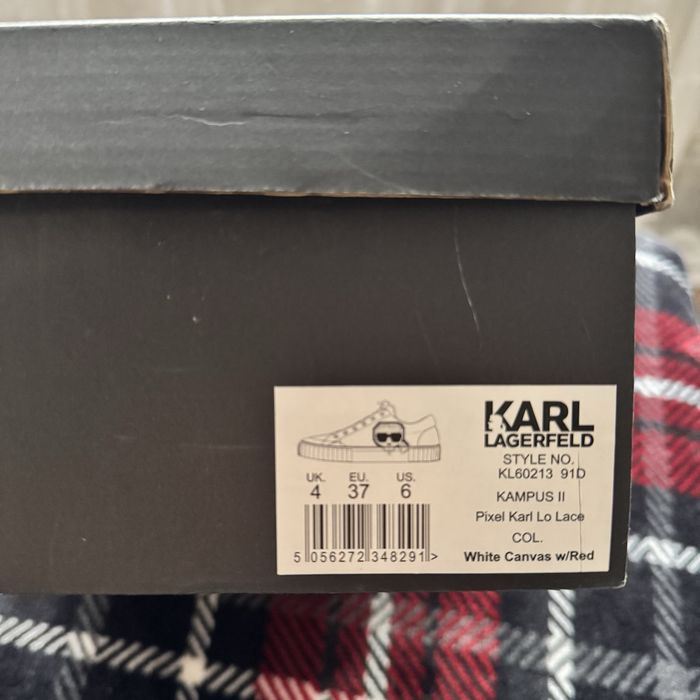 KARL
LAGERFELD
STYLE NO.
KL60213 91D
KAMPUS II
Pixel Karl Lo Lace
COL.
White Canvas w/Red
UK. EU. US.
4 37 6
5 056272 348291 >